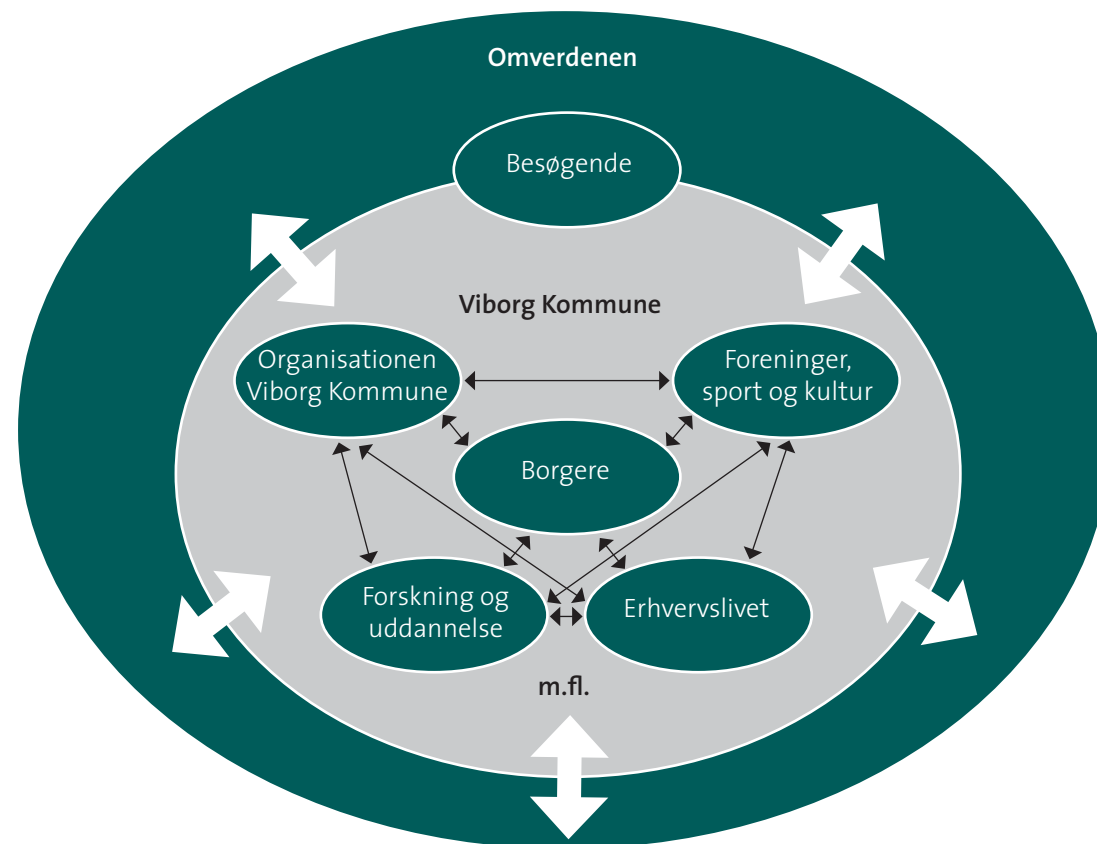 Omverdenen
Besøgende
Viborg Kommune
Organisationen
Viborg Kommune
Foreninger,
sport og kultur
Borgere
Forskning og
uddannelse
Erhvervslivet
m.fl.